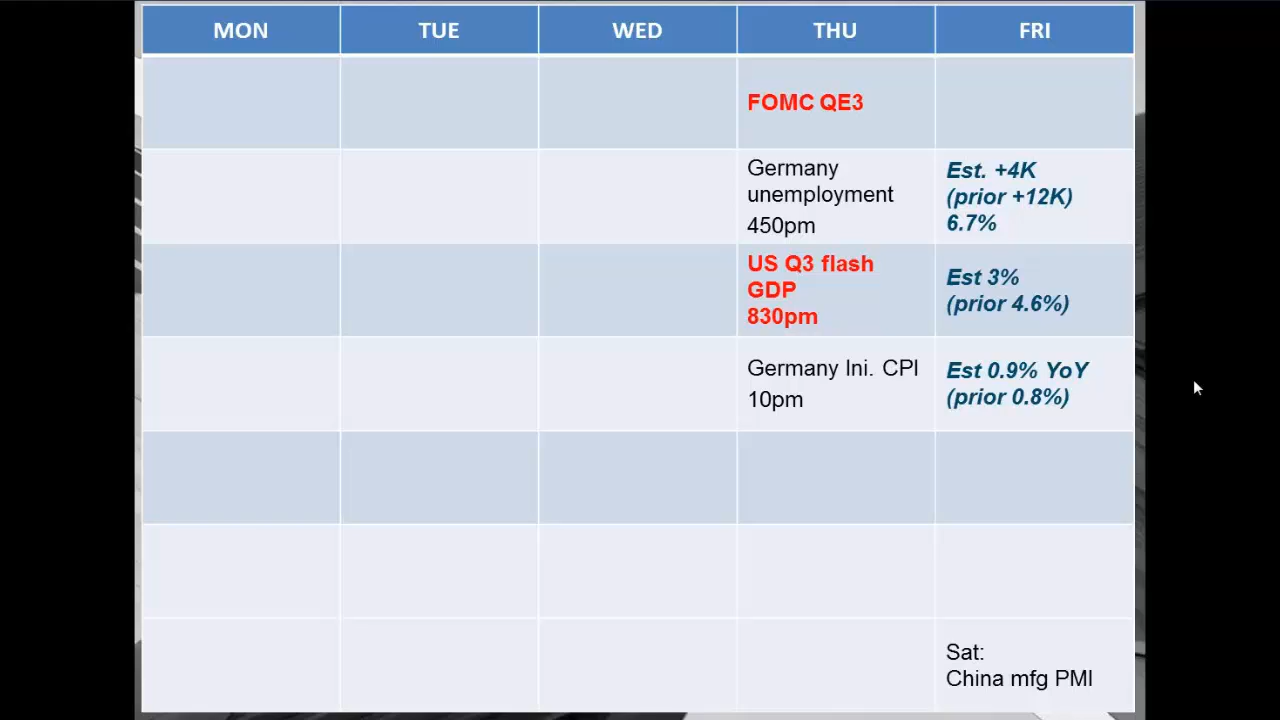 MON TUE WED THU FRI
FOMC QE3
Germany
unemployment
450pm
Est. +4K
(prior +12K)
6.7%
US Q3 flash
GDP
830pm
Est 3%
(prior 4.6%)
Germany Ini. CPI
10pm
Est 0.9% YoY
(prior 0.8%)
Sat:
China mfg PMI